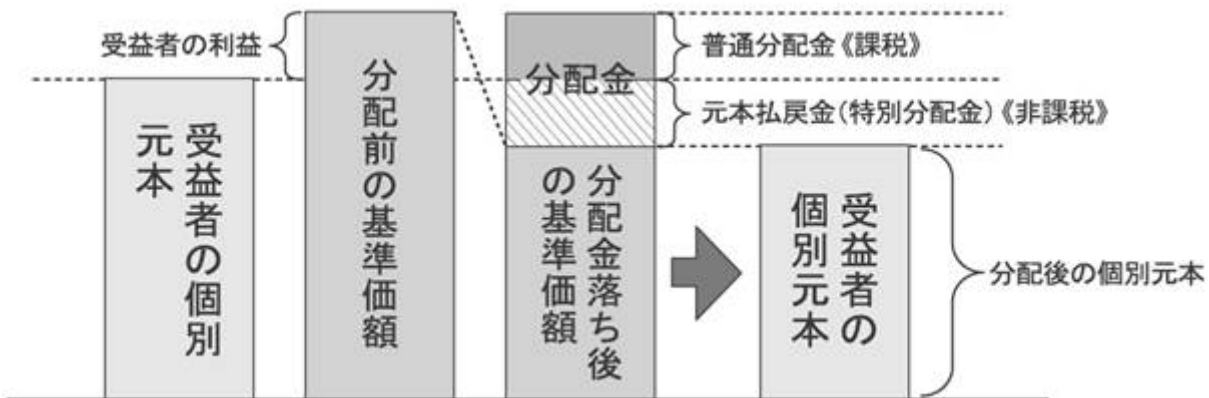 受益者の利益
受益者の個別
元本
分配前の基準価額
分配金
分配金落ち後
の基準価額
普通分配金《課税》
元本払戻金(特別分配金)《非課税》
受益者の
個別元本
分配後の個別元本